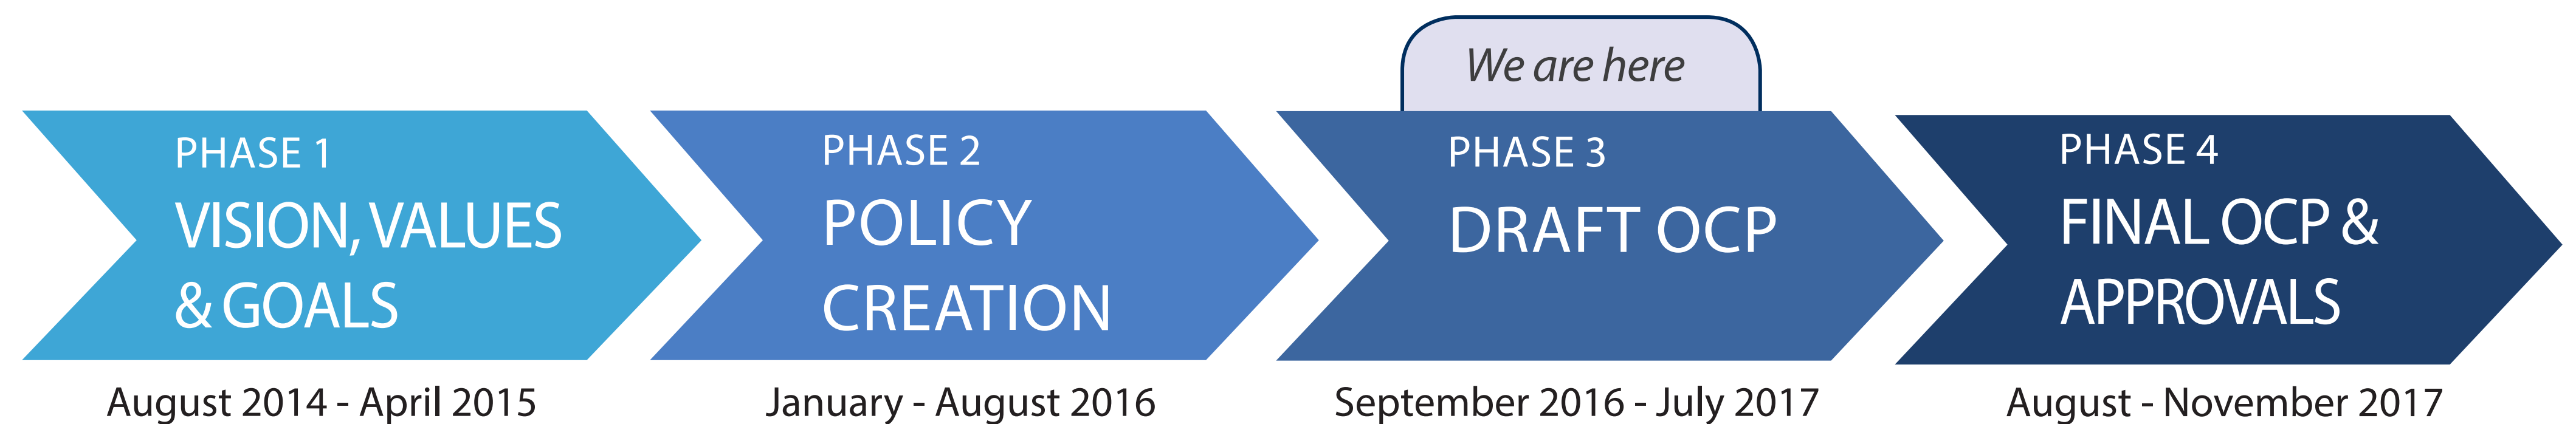 We are here
PHASE 1
VISION, VALUES
& GOALS
August 2014 - April 2015
PHASE 2
POLICY
CREATION
January - August 2016
PHASE 3
DRAFT OCP
September 2016 - July 2017
PHASE 4
FINAL OCP &
APPROVALS
August - November 2017